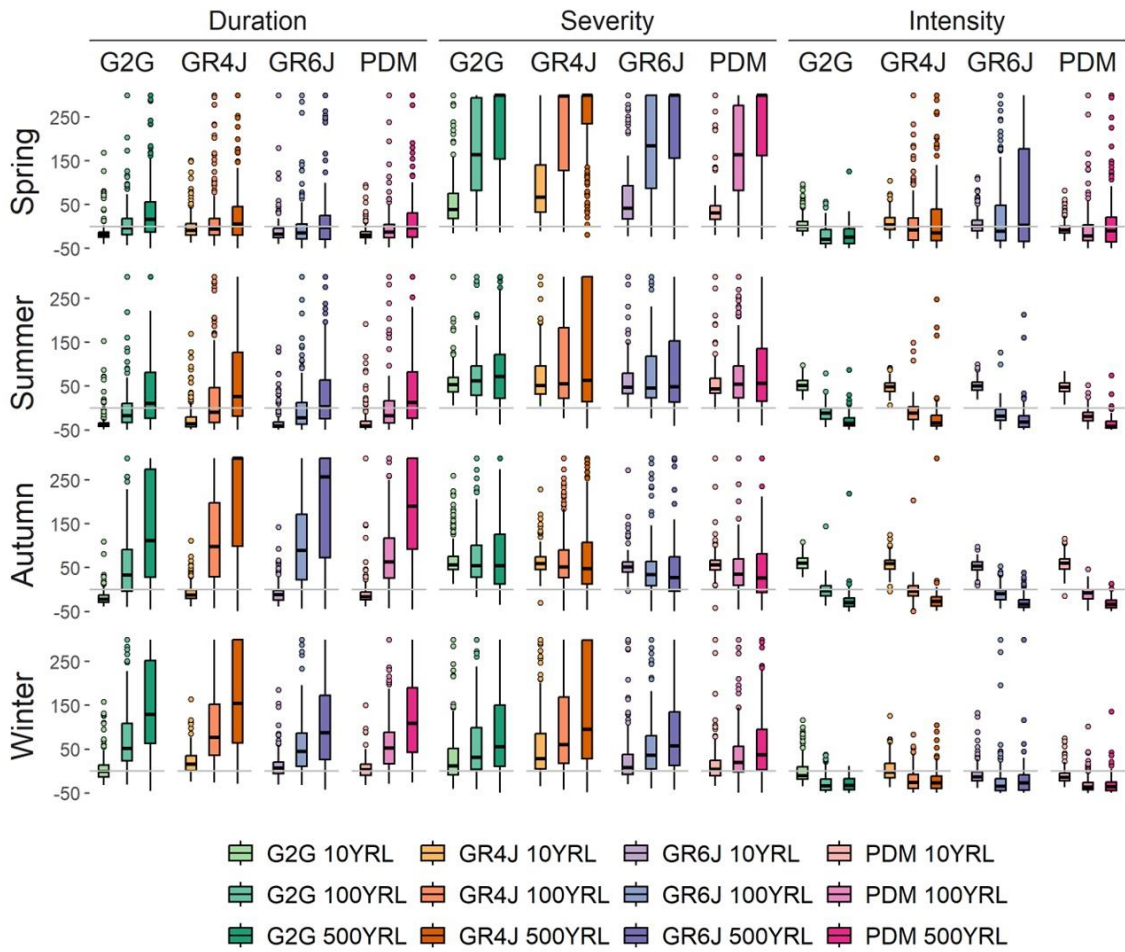 Duration Severity Intensity
G2G GR4J GR6J PDM G2G GR4J GR6J PDM G2G GR4J GR6J PDM
Spring
250
150
50
-50
Summer
250
150
50
-50
Autumn
250
150
50
-50
Winter
250
150
50
-50
G2G 10YRL GR4J 10YRL GR6J 10YRL PDM 10YRL
G2G 100YRL GR4J 100YRL GR6J 100YRL PDM 100YRL
G2G 500YRL GR4J 500YRL GR6J 500YRL PDM 500YRL